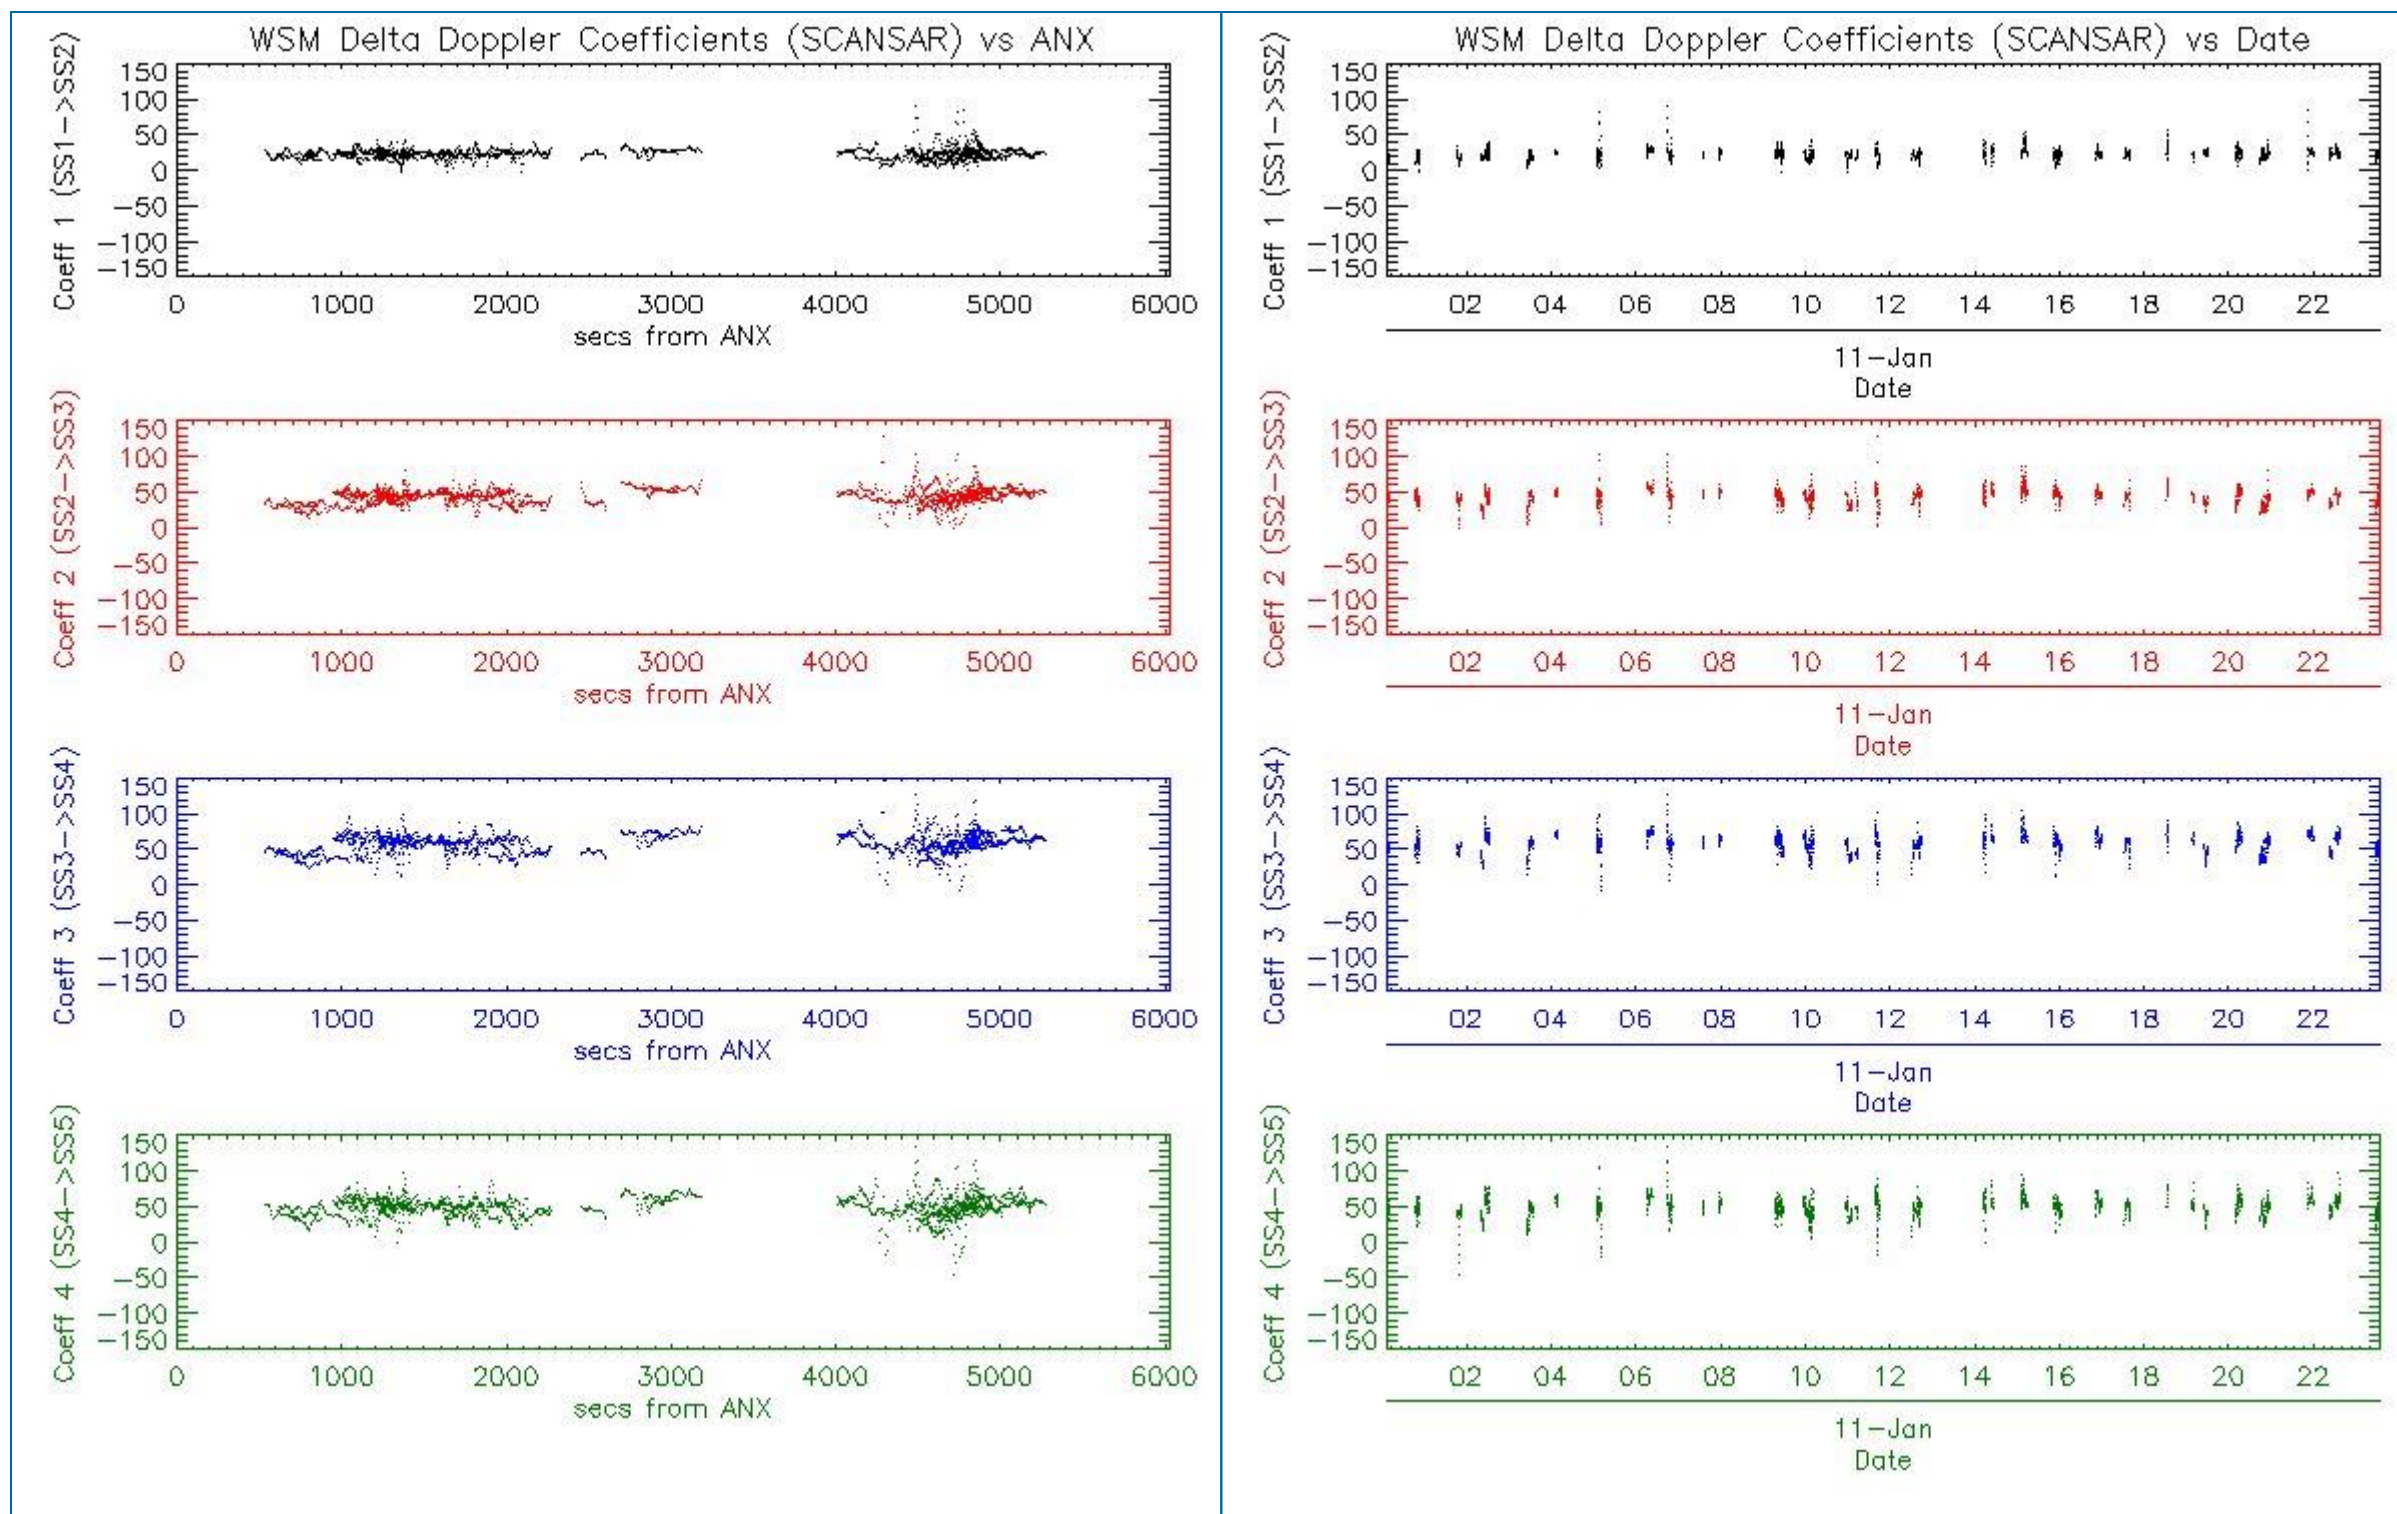 WSM Delta Doppler Coefficients (SCANSAR) vs ANX
Coeff 1 (SS1->SS2)
150
100
50
0
-50
-100
-150
0 1000 2000 3000 4000 5000 6000
secs from ANX
Coeff 2 (SS2->SS3)
150
100
50
0
-50
-100
-150
0 1000 2000 3000 4000 5000 6000
secs from ANX
Coeff 3 (SS3->SS4)
150
100
50
0
-50
-100
-150
0 1000 2000 3000 4000 5000 6000
secs from ANX
Coeff 4 (SS4->SS5)
150
100
50
0
-50
-100
-150
0 1000 2000 3000 4000 5000 6000
secs from ANX
WSM Delta Doppler Coefficients (SCANSAR) vs Date
Coeff 1 (SS1->SS2)
150
100
50
0
-50
-100
-150
02 04 06 08 10 12 14 16 18 20 22
11-Jan
Date
Coeff 2 (SS2->SS3)
150
100
50
0
-50
-100
-150
02 04 06 08 10 12 14 16 18 20 22
11-Jan
Date
Coeff 3 (SS3->SS4)
150
100
50
0
-50
-100
-150
02 04 06 08 10 12 14 16 18 20 22
11-Jan
Date
Coeff 4 (SS4->SS5)
150
100
50
0
-50
-100
-150
02 04 06 08 10 12 14 16 18 20 22
11-Jan
Date